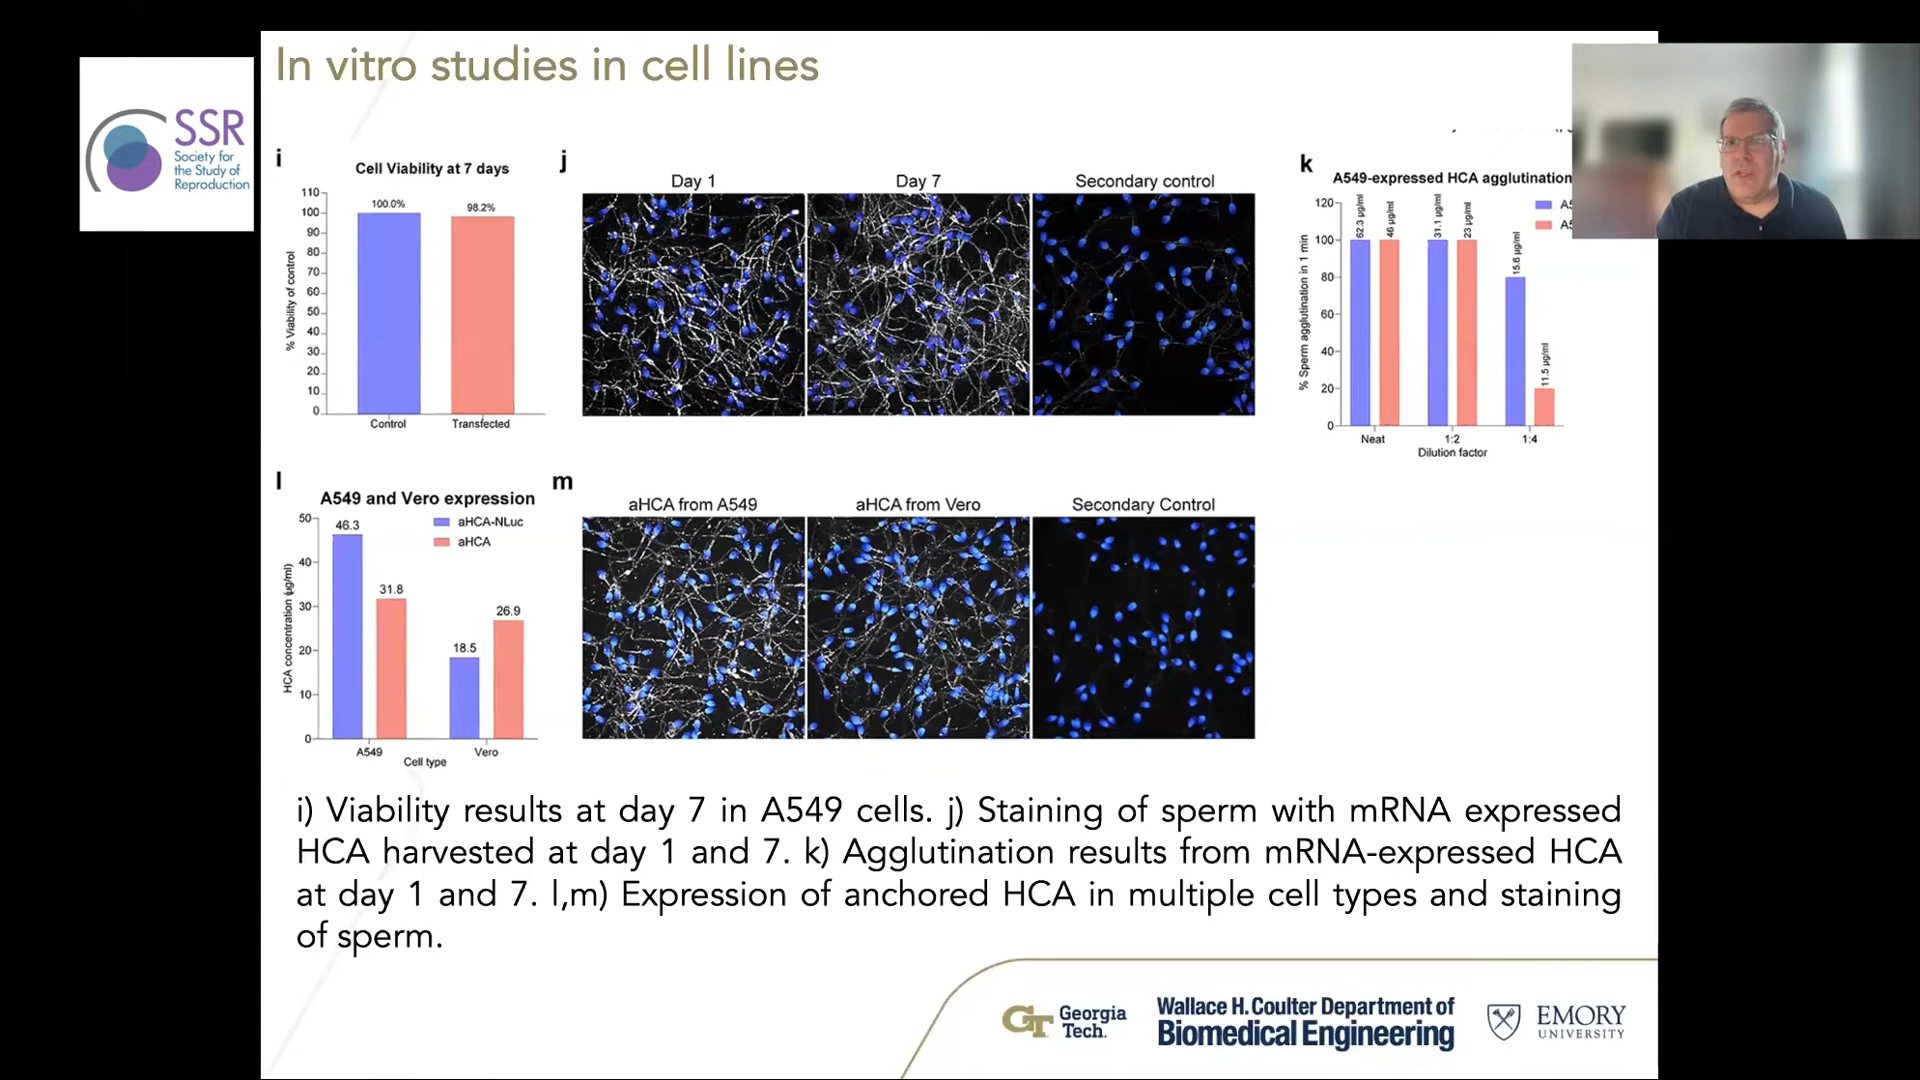 In vitro studies in cell lines
SSR
Society for
the Study of
Reproduction
i
Cell Viability at 7 days
110
100
90
80
70
60
50
40
30
20
10
0
% Viability of control
100.0%
98.2%
Control
Transfected
j
Day 1
Day 7
Secondary control
k
A549-expressed HCA agglutination
120
100
80
60
40
20
0
% Sperm agglutination in 1 min
62.3 µg/ml
46 µg/ml
31.1 µg/ml
23 µg/ml
15.6 µg/ml
11.5 µg/ml
Neat
1:2
1:4
Dilution factor
l
A549 and Vero expression
50
40
30
20
10
0
HCA concentration (µg/ml)
46.3
31.8
18.5
26.9
aHCA-NLuc
aHCA
A549
Vero
Cell type
m
aHCA from A549
aHCA from Vero
Secondary Control
i) Viability results at day 7 in A549 cells. j) Staining of sperm with mRNA expressed
HCA harvested at day 1 and 7. k) Agglutination results from mRNA-expressed HCA
at day 1 and 7. l,m) Expression of anchored HCA in multiple cell types and staining
of sperm.
GT
Georgia
Tech.
Wallace H. Coulter Department of
Biomedical Engineering
EMORY
UNIVERSITY